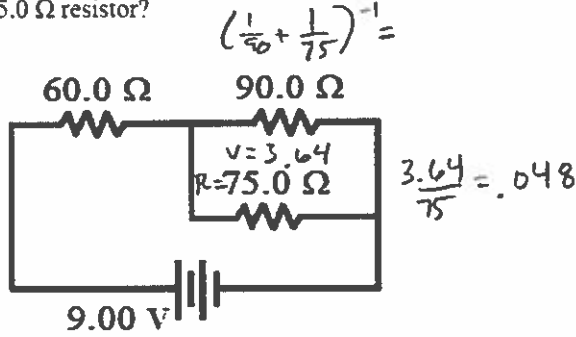 5.0 Ω resistor?
(1/90 + 1/75)^-1 =
60.0 Ω
90.0 Ω
V = 3.64
R=75.0 Ω
3.64/75 = .048
9.00 V